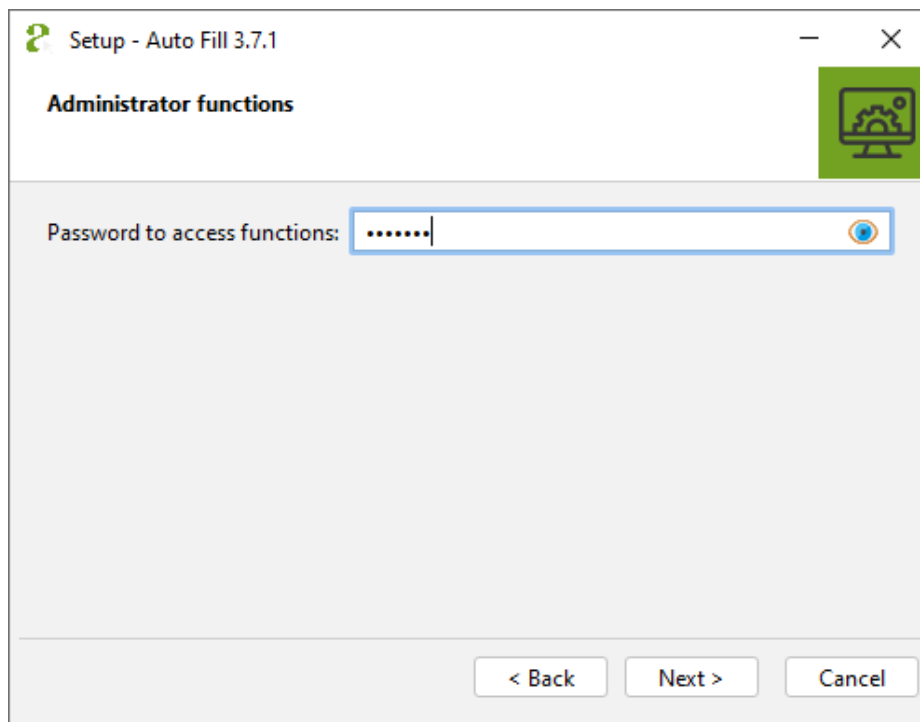 Setup - Auto Fill 3.7.1
Administrator functions
Password to access functions: •••••••
< Back Next > Cancel